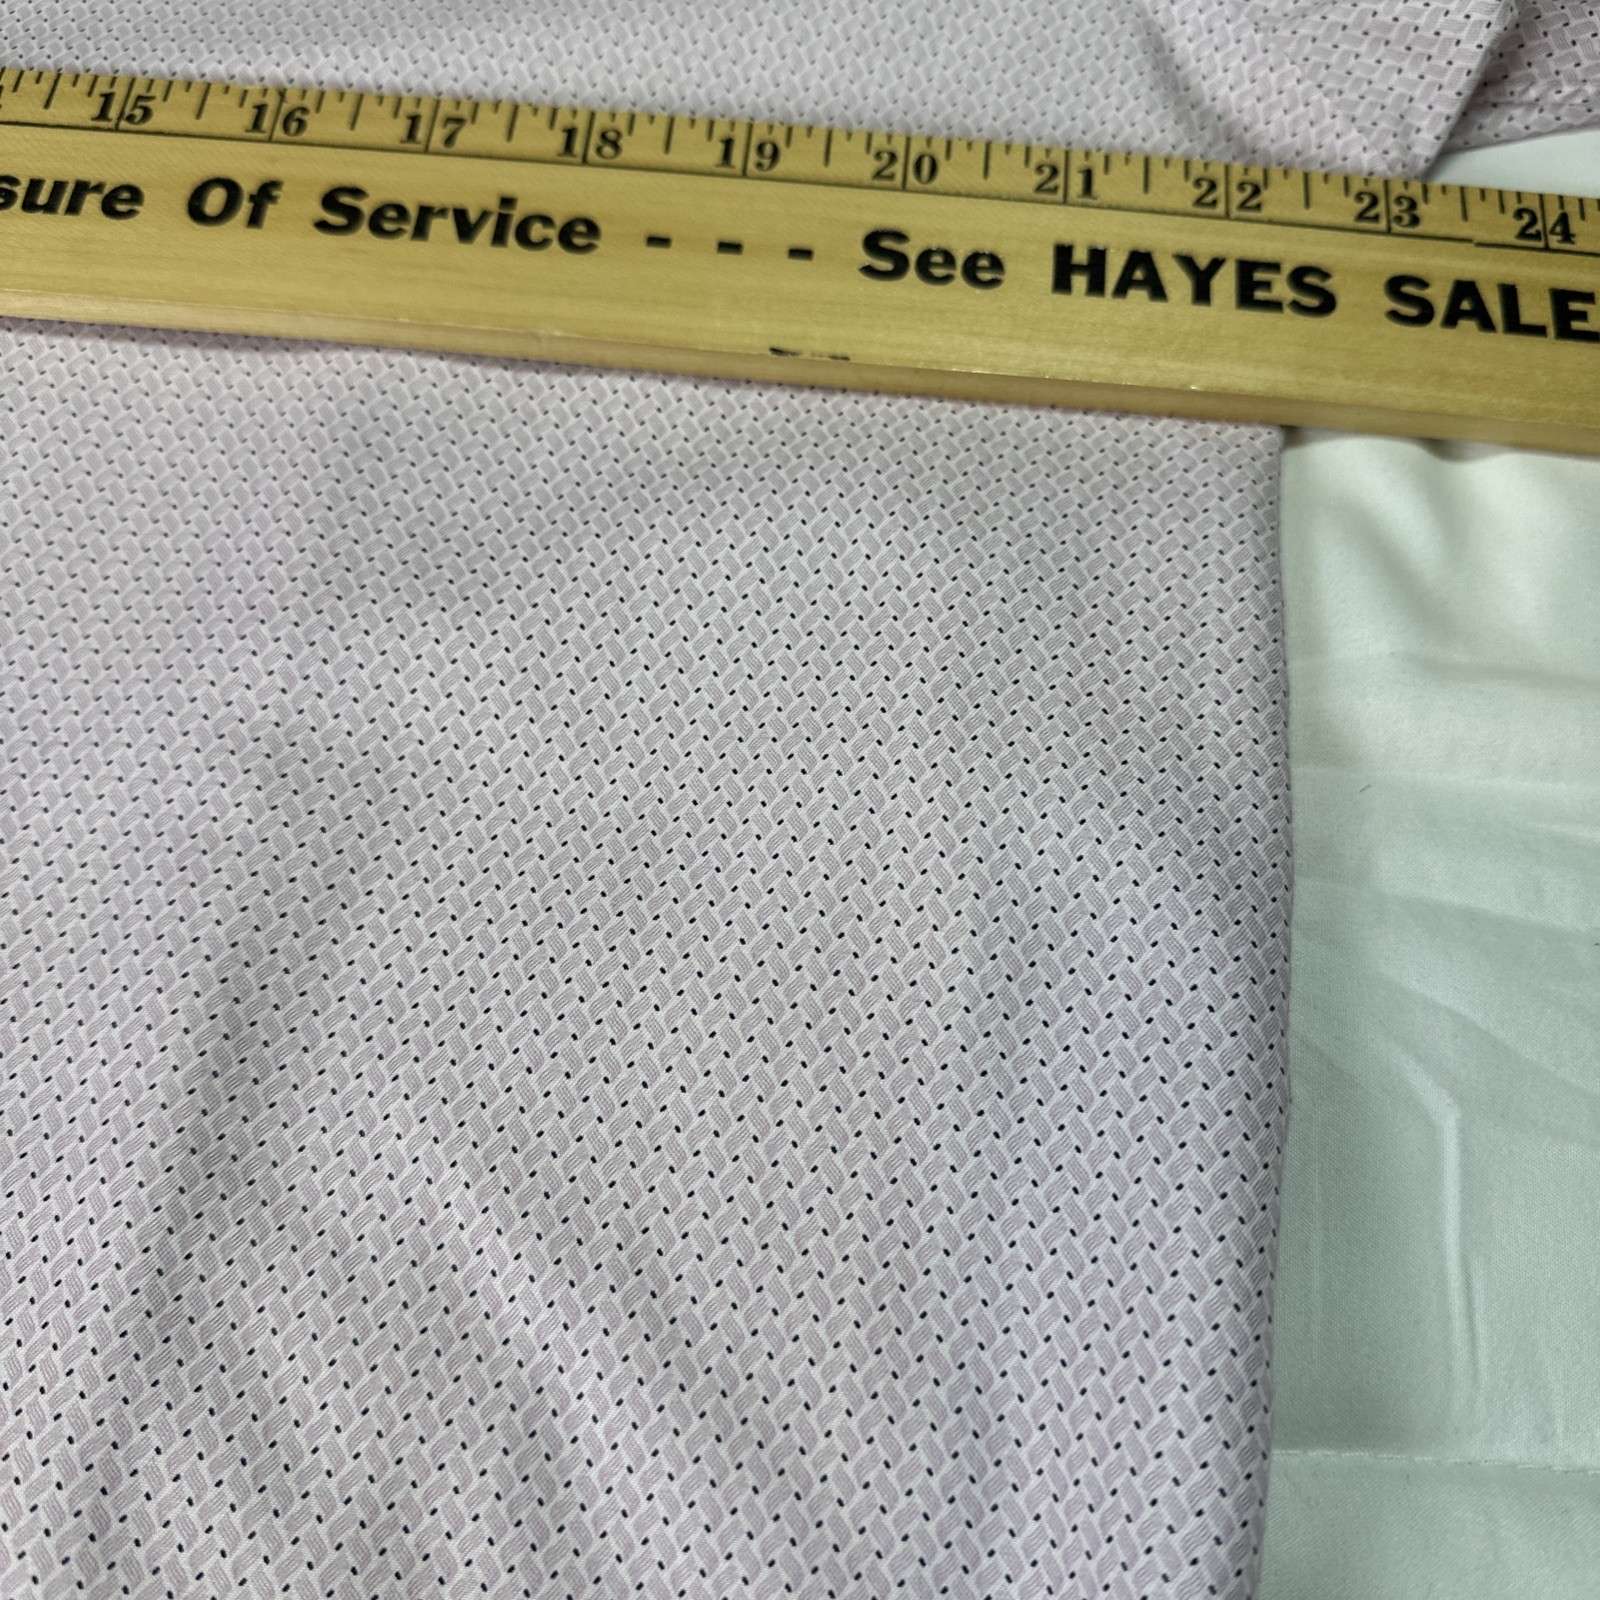 15 16 17 18 19 20 21 22 23 24
sure Of Service - - - See HAYES SALE